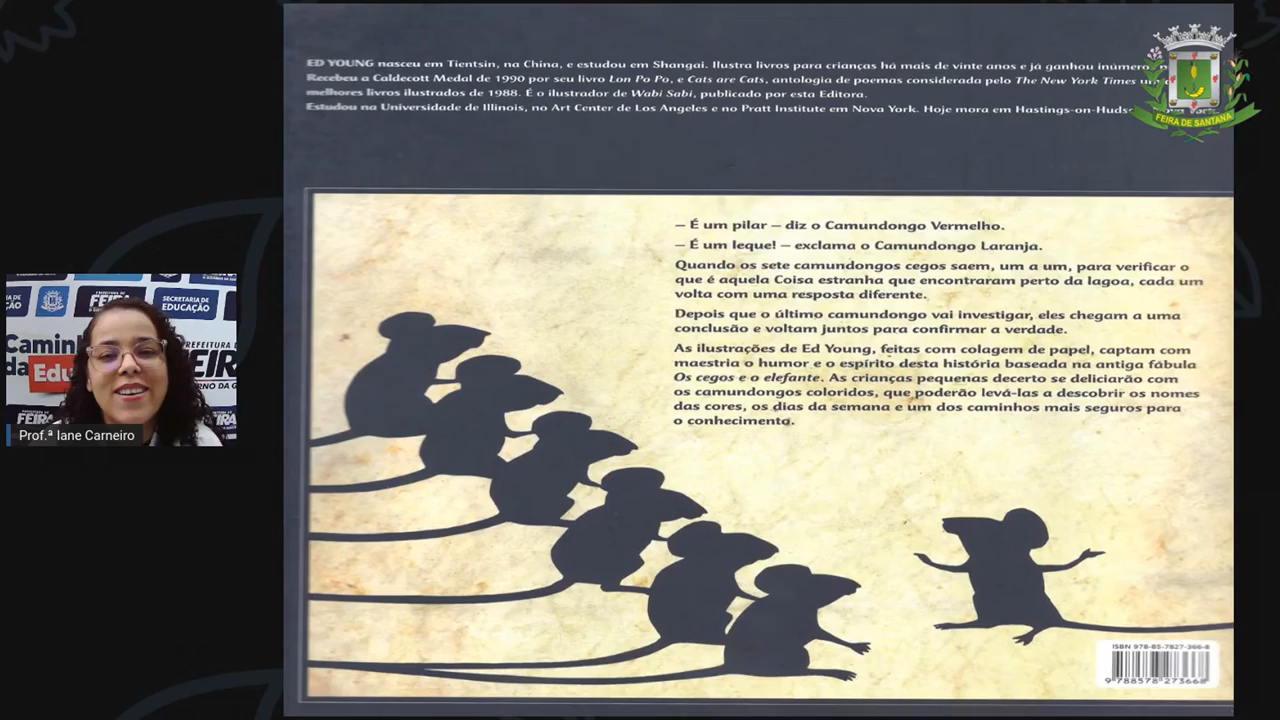 ED YOUNG nasceu em Tientsin, na China, e estudou em Shangai. Ilustra livros para crianças há mais de vinte anos e já ganhou
Recebeu a Caldecott Medal de 1990 por seu livro Lon Po Po, e Cats are Cats, antologia de poemas considerada pelo The New York Times
melhores livros ilustrados de 1988. É o ilustrador de Wabi Sabi, publicado por esta Editora.
Estudou na Universidade de Illinois, no Art Center de Los Angeles e no Pratt Institute em Nova York. Hoje mora em
FEIRA DE SANTANA
– É um pilar – diz o Camundongo Vermelho.
– É um leque! – exclama o Camundongo Laranja.
Quando os sete camundongos cegos saem, um a um, para verificar o
que é aquela Coisa estranha que encontraram perto da lagoa, cada um
volta com uma resposta diferente.
Depois que o último camundongo vai investigar, eles chegam a uma
conclusão e voltam juntos para confirmar a verdade.
As ilustrações de Ed Young, feitas com colagem de papel, captam com
maestria o humor e o espírito desta história baseada na antiga fábula
Os cegos e o elefante. As crianças pequenas decerto se deliciarão com
os camundongos coloridos, que poderão levá-las a descobrir os nomes
das cores, os dias da semana e um dos caminhos mais seguros para
o conhecimento.
SECRETARIA DE
EDUCAÇÃO
Prof.ª Iane Carneiro
ISBN 978-85-7827-366-8
9 788578 273668